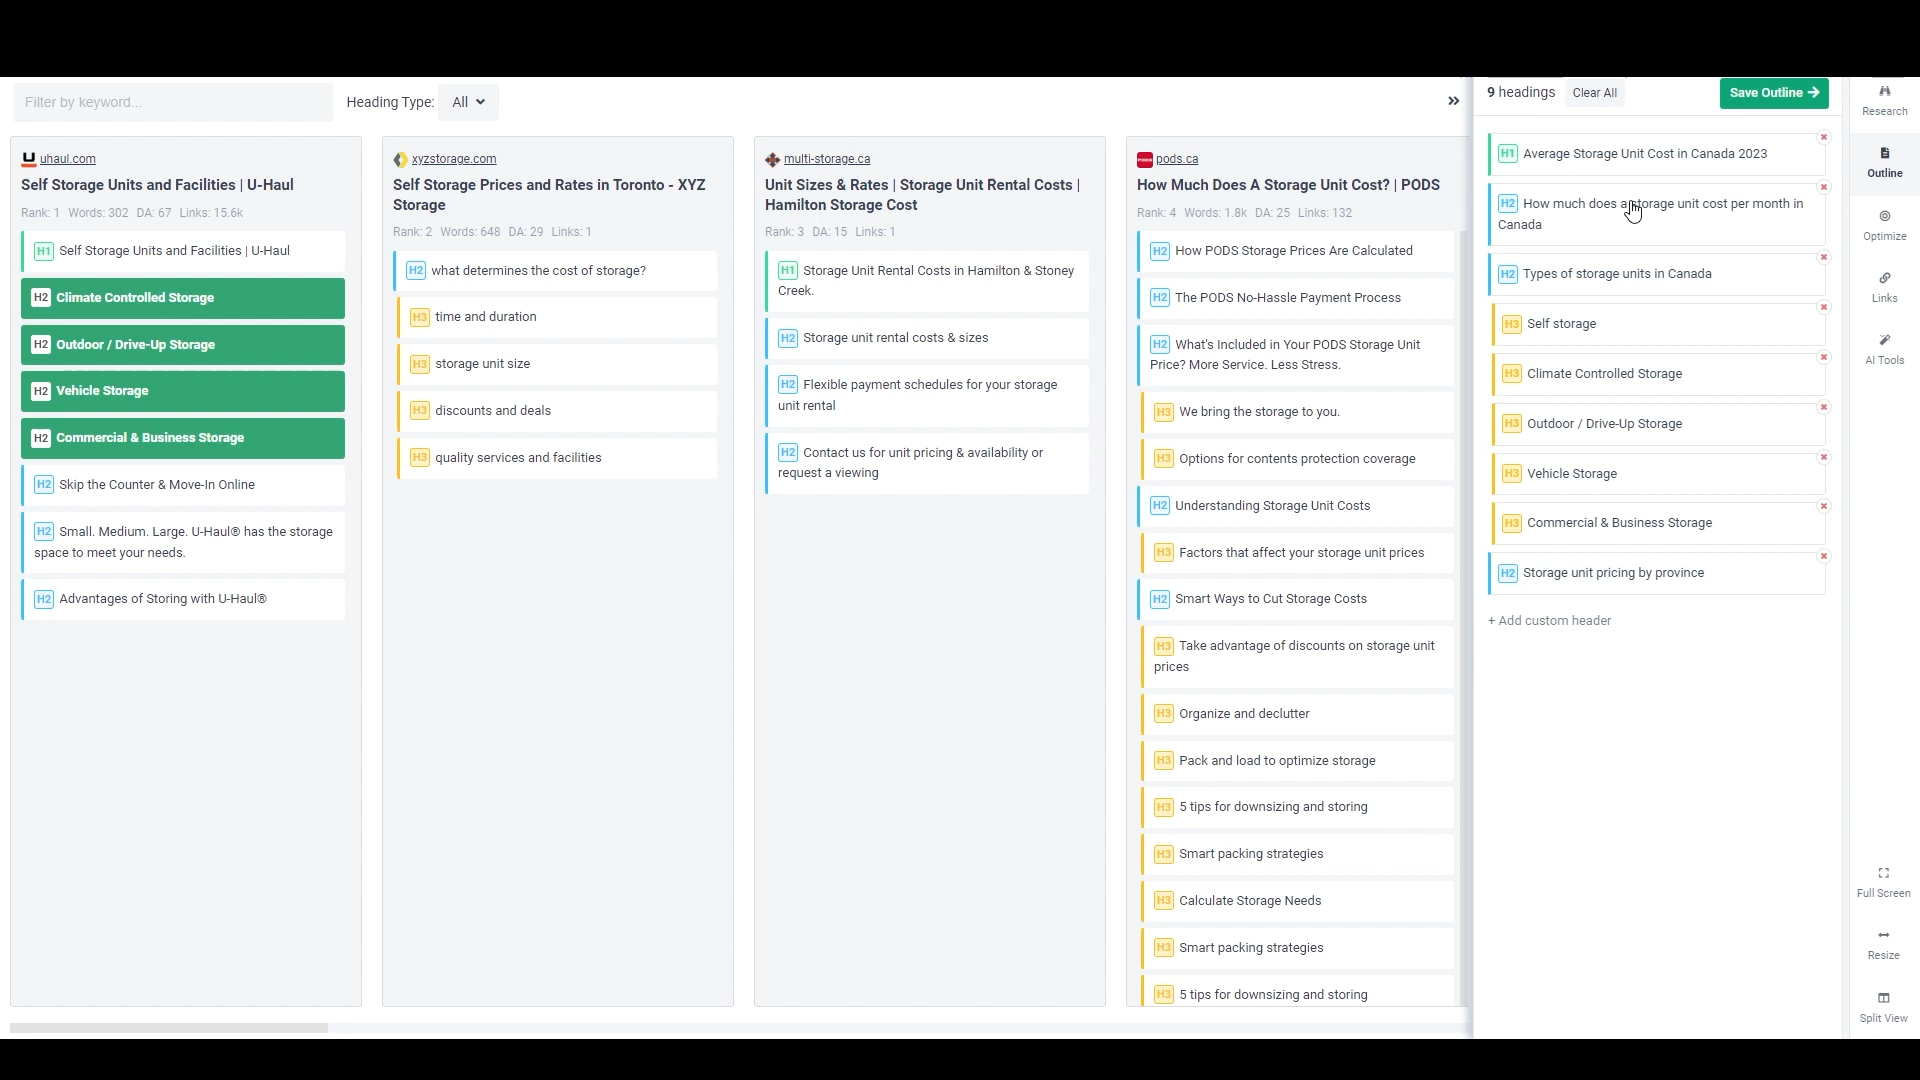 Filter by keyword...
Heading Type: All
uhaul.com
Self Storage Units and Facilities | U-Haul
Rank: 1 Words: 302 DA: 67 Links: 15.6k
H1 Self Storage Units and Facilities | U-Haul
H2 Climate Controlled Storage
H2 Outdoor / Drive-Up Storage
H2 Vehicle Storage
H2 Commercial & Business Storage
H2 Skip the Counter & Move-In Online
H2 Small. Medium. Large. U-Haul® has the storage
space to meet your needs.
H2 Advantages of Storing with U-Haul®
xyzstorage.com
Self Storage Prices and Rates in Toronto - XYZ
Storage
Rank: 2 Words: 648 DA: 29 Links: 1
H2 what determines the cost of storage?
H3 time and duration
H3 storage unit size
H3 discounts and deals
H3 quality services and facilities
multi-storage.ca
Unit Sizes & Rates | Storage Unit Rental Costs |
Hamilton Storage Cost
Rank: 3 DA: 15 Links: 1
H1 Storage Unit Rental Costs in Hamilton & Stoney
Creek.
H2 Storage unit rental costs & sizes
H2 Flexible payment schedules for your storage
unit rental
H2 Contact us for unit pricing & availability or
request a viewing
PODS
pods.ca
How Much Does A Storage Unit Cost? | PODS
Rank: 4 Words: 1.8k DA: 25 Links: 132
H2 How PODS Storage Prices Are Calculated
H2 The PODS No-Hassle Payment Process
H2 What's Included in Your PODS Storage Unit
Price? More Service. Less Stress.
H3 We bring the storage to you.
H3 Options for contents protection coverage
H2 Understanding Storage Unit Costs
H3 Factors that affect your storage unit prices
H2 Smart Ways to Cut Storage Costs
H3 Take advantage of discounts on storage unit
prices
H3 Organize and declutter
H3 Pack and load to optimize storage
H3 5 tips for downsizing and storing
H3 Smart packing strategies
H3 Calculate Storage Needs
H3 Smart packing strategies
H3 5 tips for downsizing and storing
9 headings Clear All Save Outline
H1 Average Storage Unit Cost in Canada 2023
H2 How much does a storage unit cost per month in
Canada
H2 Types of storage units in Canada
H3 Self storage
H3 Climate Controlled Storage
H3 Outdoor / Drive-Up Storage
H3 Vehicle Storage
H3 Commercial & Business Storage
H2 Storage unit pricing by province
+ Add custom header
Research
Outline
Optimize
Links
AI Tools
Full Screen
Resize
Split View